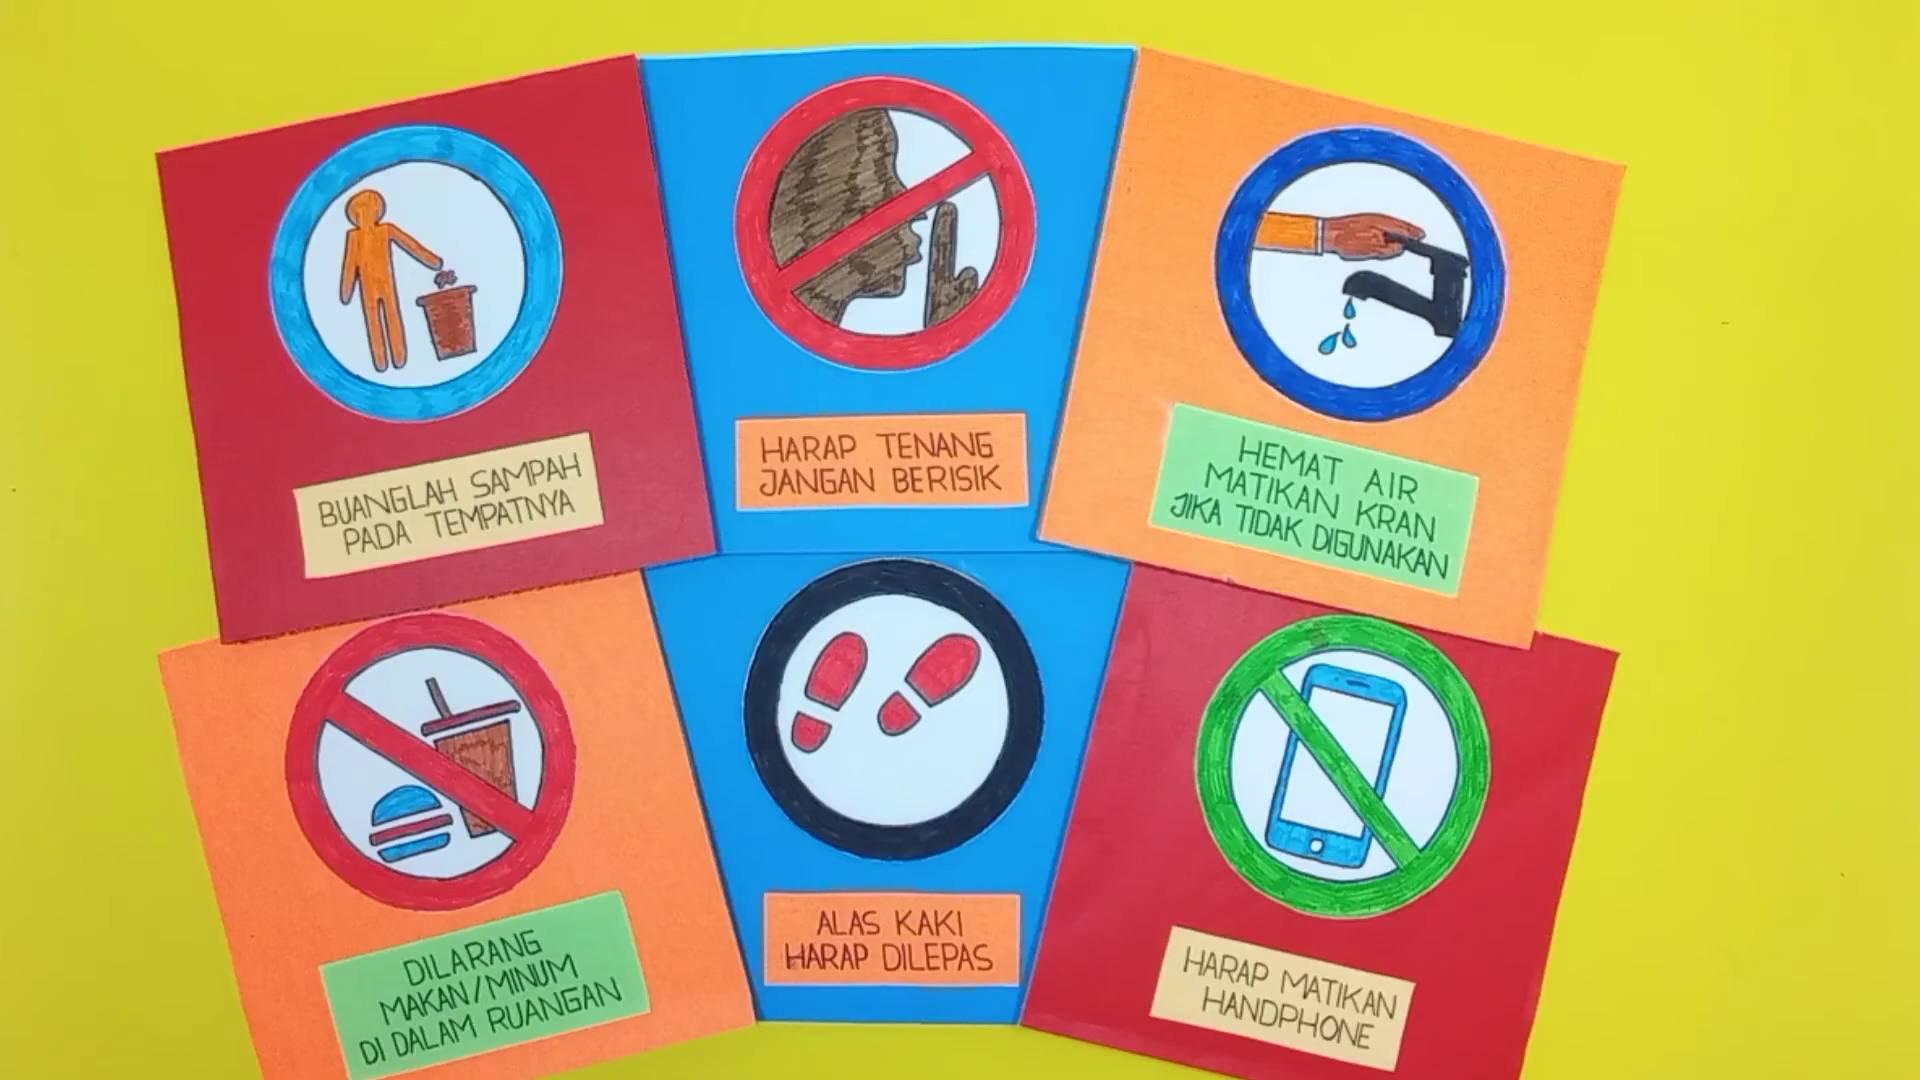 BUANGLAH SAMPAH
PADA TEMPATNYA
HARAP TENANG
JANGAN BERISIK
HEMAT AIR
MATIKAN KRAN
JIKA TIDAK DIGUNAKAN
DILARANG
MAKAN/MINUM
DI DALAM RUANGAN
ALAS KAKI
HARAP DILEPAS
HARAP MATIKAN
HANDPHONE